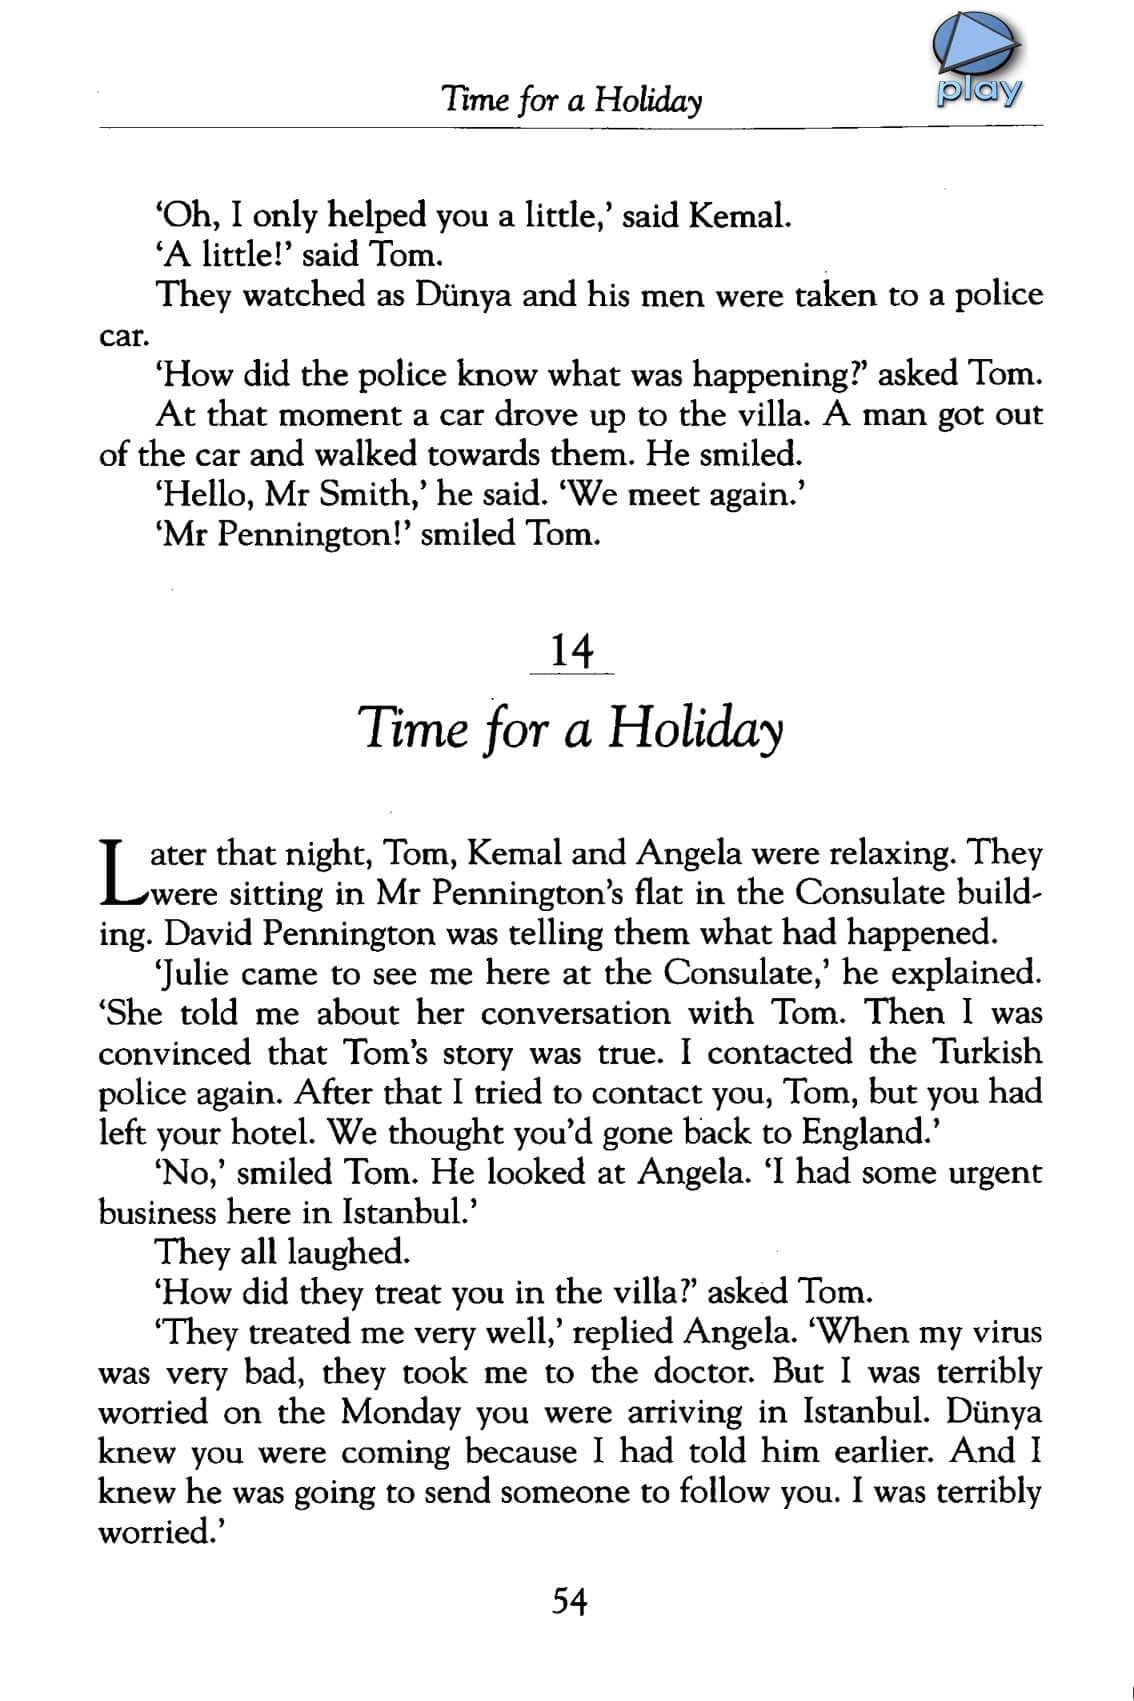 Time for a Holiday
play
‘Oh, I only helped you a little,’ said Kemal.
‘A little!’ said Tom.
They watched as Dünya and his men were taken to a police
car.
‘How did the police know what was happening?’ asked Tom.
At that moment a car drove up to the villa. A man got out
of the car and walked towards them. He smiled.
‘Hello, Mr Smith,’ he said. ‘We meet again.’
‘Mr Pennington!’ smiled Tom.
14
Time for a Holiday
Later that night, Tom, Kemal and Angela were relaxing. They
were sitting in Mr Pennington’s flat in the Consulate build-
ing. David Pennington was telling them what had happened.
‘Julie came to see me here at the Consulate,’ he explained.
‘She told me about her conversation with Tom. Then I was
convinced that Tom’s story was true. I contacted the Turkish
police again. After that I tried to contact you, Tom, but you had
left your hotel. We thought you’d gone back to England.’
‘No,’ smiled Tom. He looked at Angela. ‘I had some urgent
business here in Istanbul.’
They all laughed.
‘How did they treat you in the villa?’ asked Tom.
‘They treated me very well,’ replied Angela. ‘When my virus
was very bad, they took me to the doctor. But I was terribly
worried on the Monday you were arriving in Istanbul. Dünya
knew you were coming because I had told him earlier. And I
knew he was going to send someone to follow you. I was terribly
worried.’
54